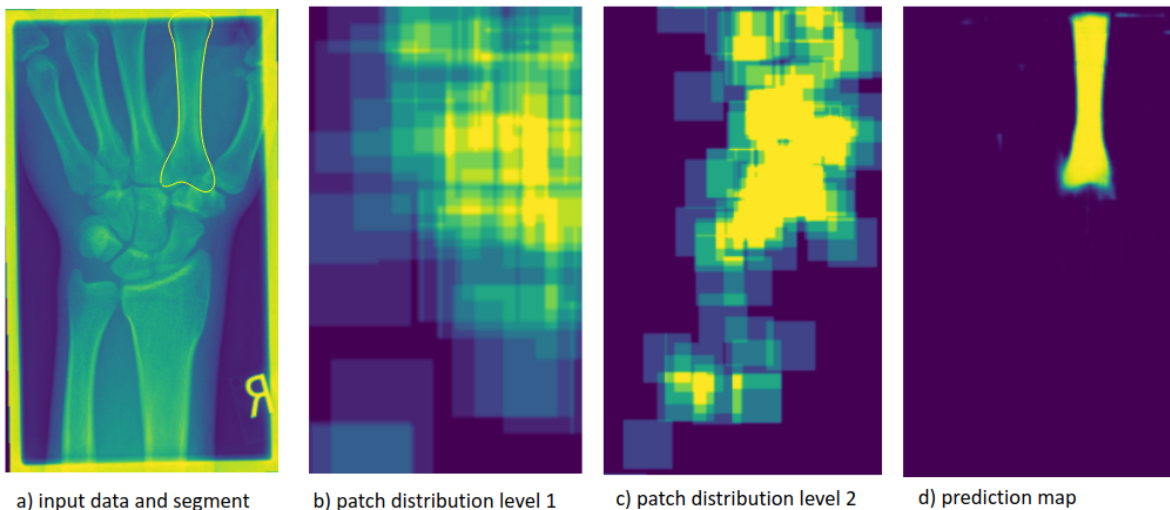 R
a) input data and segment
b) patch distribution level 1
c) patch distribution level 2
d) prediction map